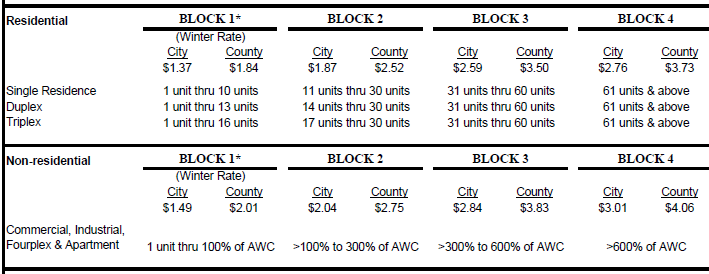 Residential BLOCK 1* BLOCK 2 BLOCK 3 BLOCK 4
(Winter Rate)
City County City County City County City County
$1.37 $1.84 $1.87 $2.52 $2.59 $3.50 $2.76 $3.73
Single Residence 1 unit thru 10 units 11 units thru 30 units 31 units thru 60 units 61 units & above
Duplex 1 unit thru 13 units 14 units thru 30 units 31 units thru 60 units 61 units & above
Triplex 1 unit thru 16 units 17 units thru 30 units 31 units thru 60 units 61 units & above
Non-residential BLOCK 1* BLOCK 2 BLOCK 3 BLOCK 4
(Winter Rate)
City County City County City County City County
$1.49 $2.01 $2.04 $2.75 $2.84 $3.83 $3.01 $4.06
Commercial, Industrial,
Fourplex & Apartment 1 unit thru 100% of AWC >100% to 300% of AWC >300% to 600% of AWC >600% of AWC